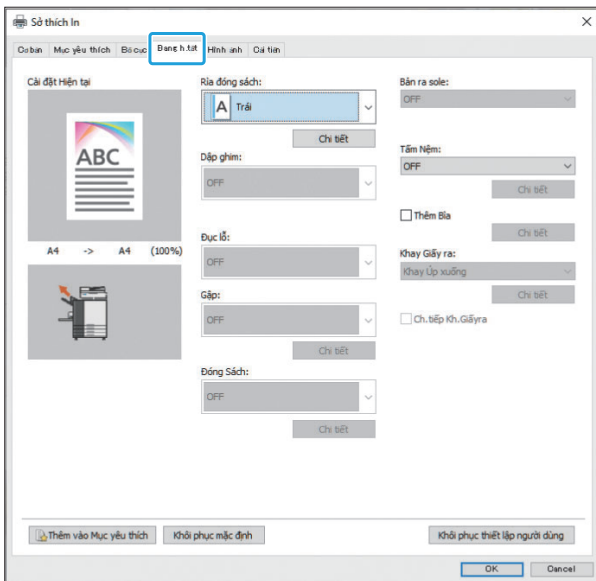 Sở thích In
Cơ bản Mục yêu thích Bố cục Đang h.tất Hình ảnh Cải tiến
Cài đặt Hiện tại
ABC
A4 -> A4 (100%)
Rìa đóng sách:
A Trái
Chi tiết
Dập ghim:
OFF
Đục lỗ:
OFF
Gập:
OFF
Chi tiết
Đóng Sách:
OFF
Chi tiết
Bản ra sole:
OFF
Tấm Nệm:
OFF
Chi tiết
Thêm Bìa
Chi tiết
Khay Giấy ra:
Khay Úp xuống
Chi tiết
Ch.tiếp Kh.Giấyra
Thêm vào Mục yêu thích Khôi phục mặc định Khôi phục thiết lập người dùng
OK Cancel